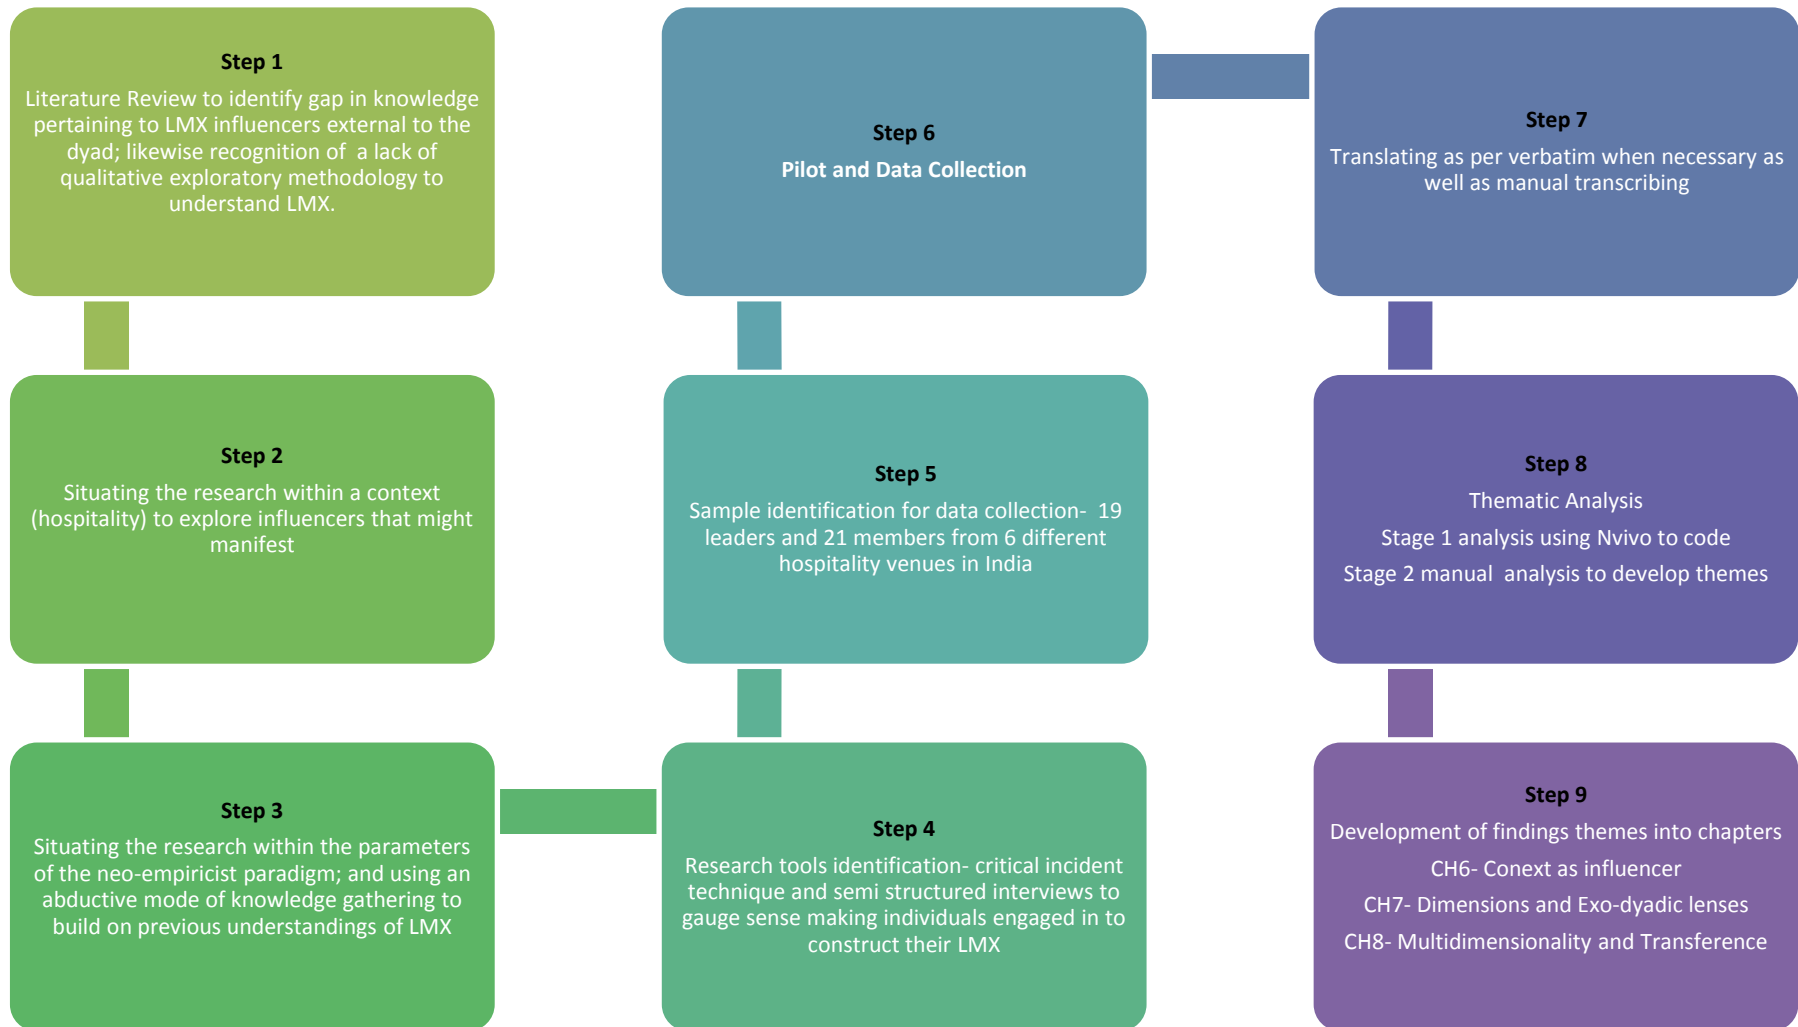 Step 1
Literature Review to identify gap in knowledge
pertaining to LMX influencers external to the
dyad; likewise recognition of a lack of
qualitative exploratory methodology to
understand LMX.
Step 2
Situating the research within a context
(hospitality) to explore influencers that might
manifest
Step 3
Situating the research within the parameters
of the neo-empiricist paradigm; and using an
abductive mode of knowledge gathering to
build on previous understandings of LMX
Step 4
Research tools identification- critical incident
technique and semi structured interviews to
gauge sense making individuals engaged in to
construct their LMX
Step 5
Sample identification for data collection- 19
leaders and 21 members from 6 different
hospitality venues in India
Step 6
Pilot and Data Collection
Step 7
Translating as per verbatim when necessary as
well as manual transcribing
Step 8
Thematic Analysis
Stage 1 analysis using Nvivo to code
Stage 2 manual analysis to develop themes
Step 9
Development of findings themes into chapters
CH6- Conext as influencer
CH7- Dimensions and Exo-dyadic lenses
CH8- Multidimensionality and Transference